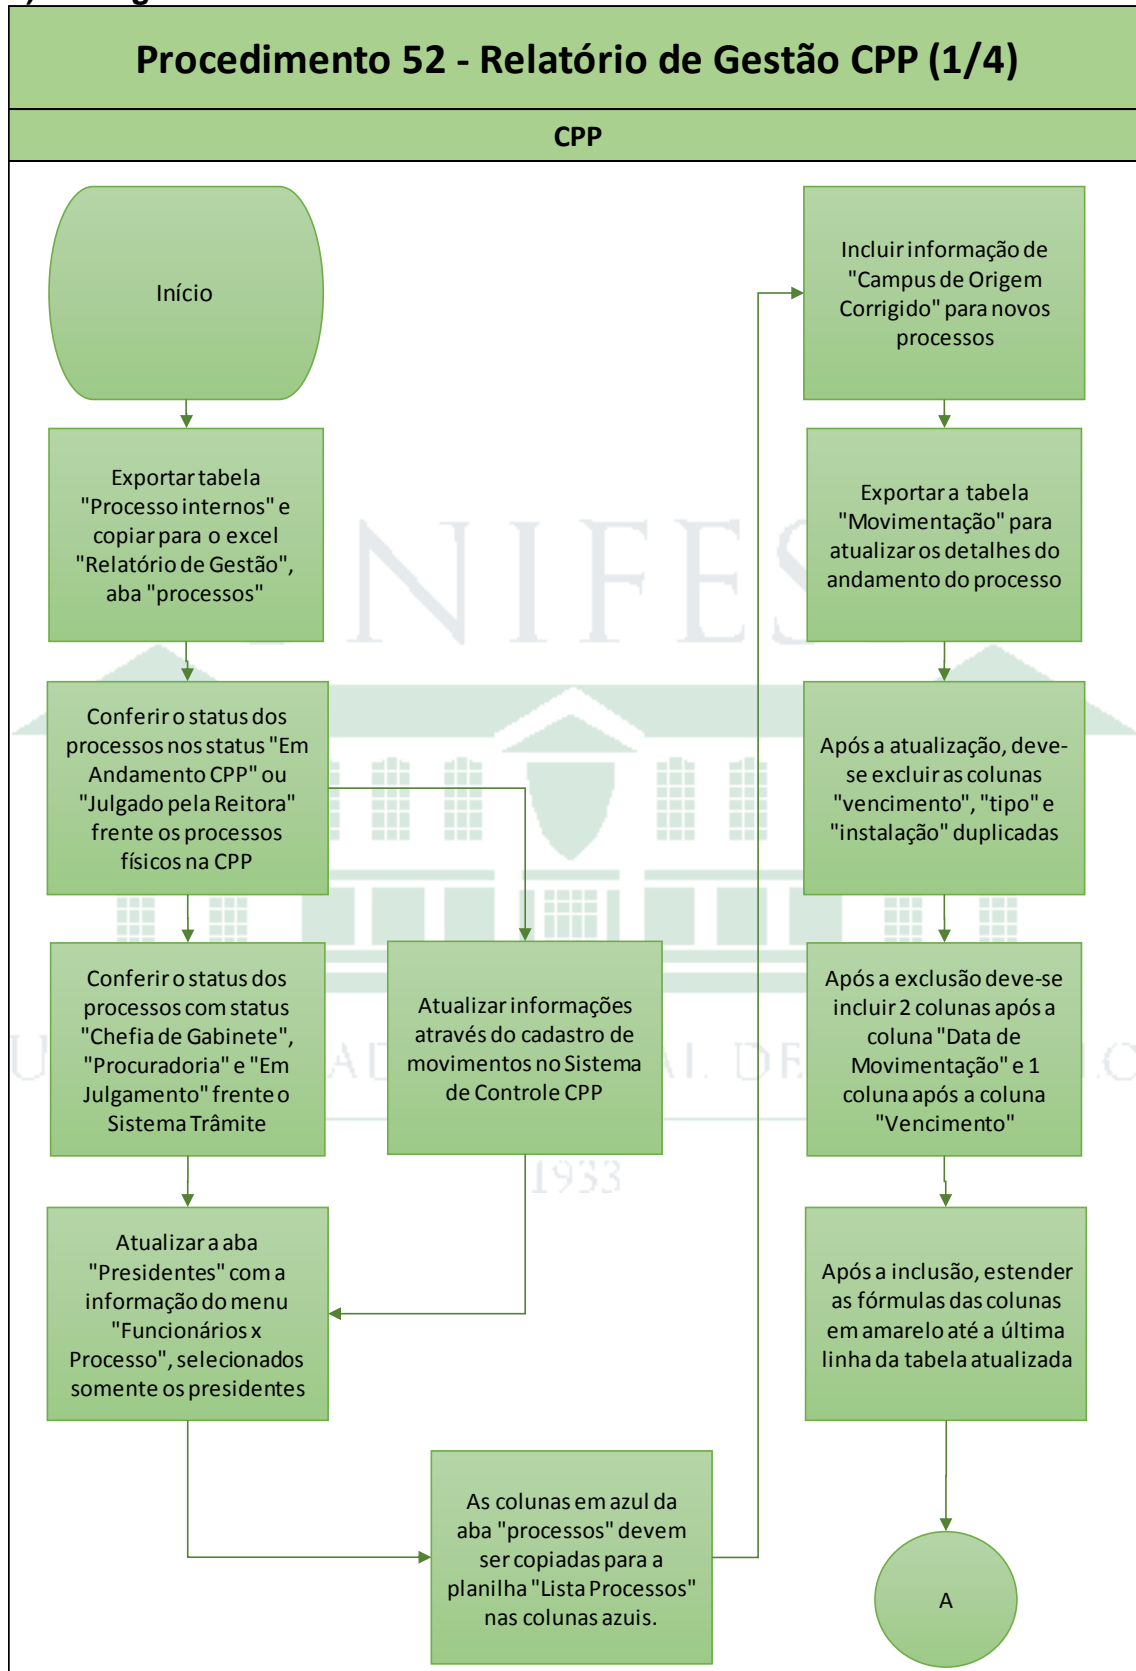 Procedimento 52 - Relatório de Gestão CPP (1/4)
CPP
Início
Exportar tabela
"Processo internos" e
copiar para o excel
"Relatório de Gestão",
aba "processos"
Conferir o status dos
processos nos status "Em
Andamento CPP" ou
"Julgado pela Reitora"
frente os processos
físicos na CPP
Conferir o status dos
processos com status
"Chefia de Gabinete",
"Procuradoria" e "Em
Julgamento" frente o
Sistema Trâmite
Atualizar informações
através do cadastro de
movimentos no Sistema
de Controle CPP
Atualizar a aba
"Presidentes" com a
informação do menu
"Funcionários x
Processo", selecionados
somente os presidentes
As colunas em azul da
aba "processos" devem
ser copiadas para a
planilha "Lista Processos"
nas colunas azuis.
Incluir informação de
"Campus de Origem
Corrigido" para novos
processos
Exportar a tabela
"Movimentação" para
atualizar os detalhes do
andamento do processo
Após a atualização, deve-
se excluir as colunas
"vencimento", "tipo" e
"instalação" duplicadas
Após a exclusão deve-se
incluir 2 colunas após a
coluna "Data de
Movimentação" e 1
coluna após a coluna
"Vencimento"
Após a inclusão, estender
as fórmulas das colunas
em amarelo até a última
linha da tabela atualizada
A
NIFES
1933